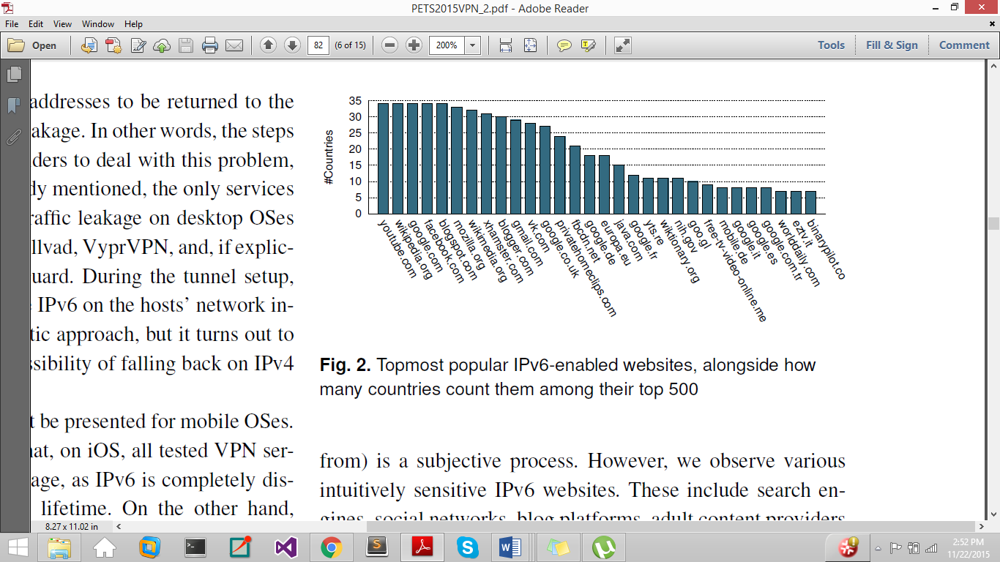 PETS2015VPN_2.pdf - Adobe Reader
File Edit View Window Help
Open 82 (6 of 15) 200% Tools Fill & Sign Comment
addresses to be returned to the
akage. In other words, the steps
ders to deal with this problem,
dy mentioned, the only services
raffic leakage on desktop OSes
llvad, VyprVPN, and, if explic-
uard. During the tunnel setup,
IPv6 on the hosts' network in-
tic approach, but it turns out to
ssibility of falling back on IPv4
t be presented for mobile OSes.
hat, on iOS, all tested VPN ser-
age, as IPv6 is completely dis-
lifetime. On the other hand,
#Countries
35
30
25
20
15
10
5
0
youtube.com
wikipedia.org
google.com
facebook.com
blogspot.com
mozilla.org
wikimedia.org
xhamster.com
blogger.com
gmail.com
vk.com
google.co.uk
privatehomeclips.com
fbcdn.net
google.de
europa.eu
java.com
google.fr
yts.re
wiktionary.org
nih.gov
goo.gl
free-tv-video-online.me
mobile.de
google.it
google.es
google.com.tr
worlddaily.com
eztv.it
binarypilot.co
Fig. 2. Topmost popular IPv6-enabled websites, alongside how
many countries count them among their top 500
from) is a subjective process. However, we observe various
intuitively sensitive IPv6 websites. These include search en-
gines, social networks, blog platforms, adult content providers
8.27 x 11.02 in
2:52 PM
11/22/2015